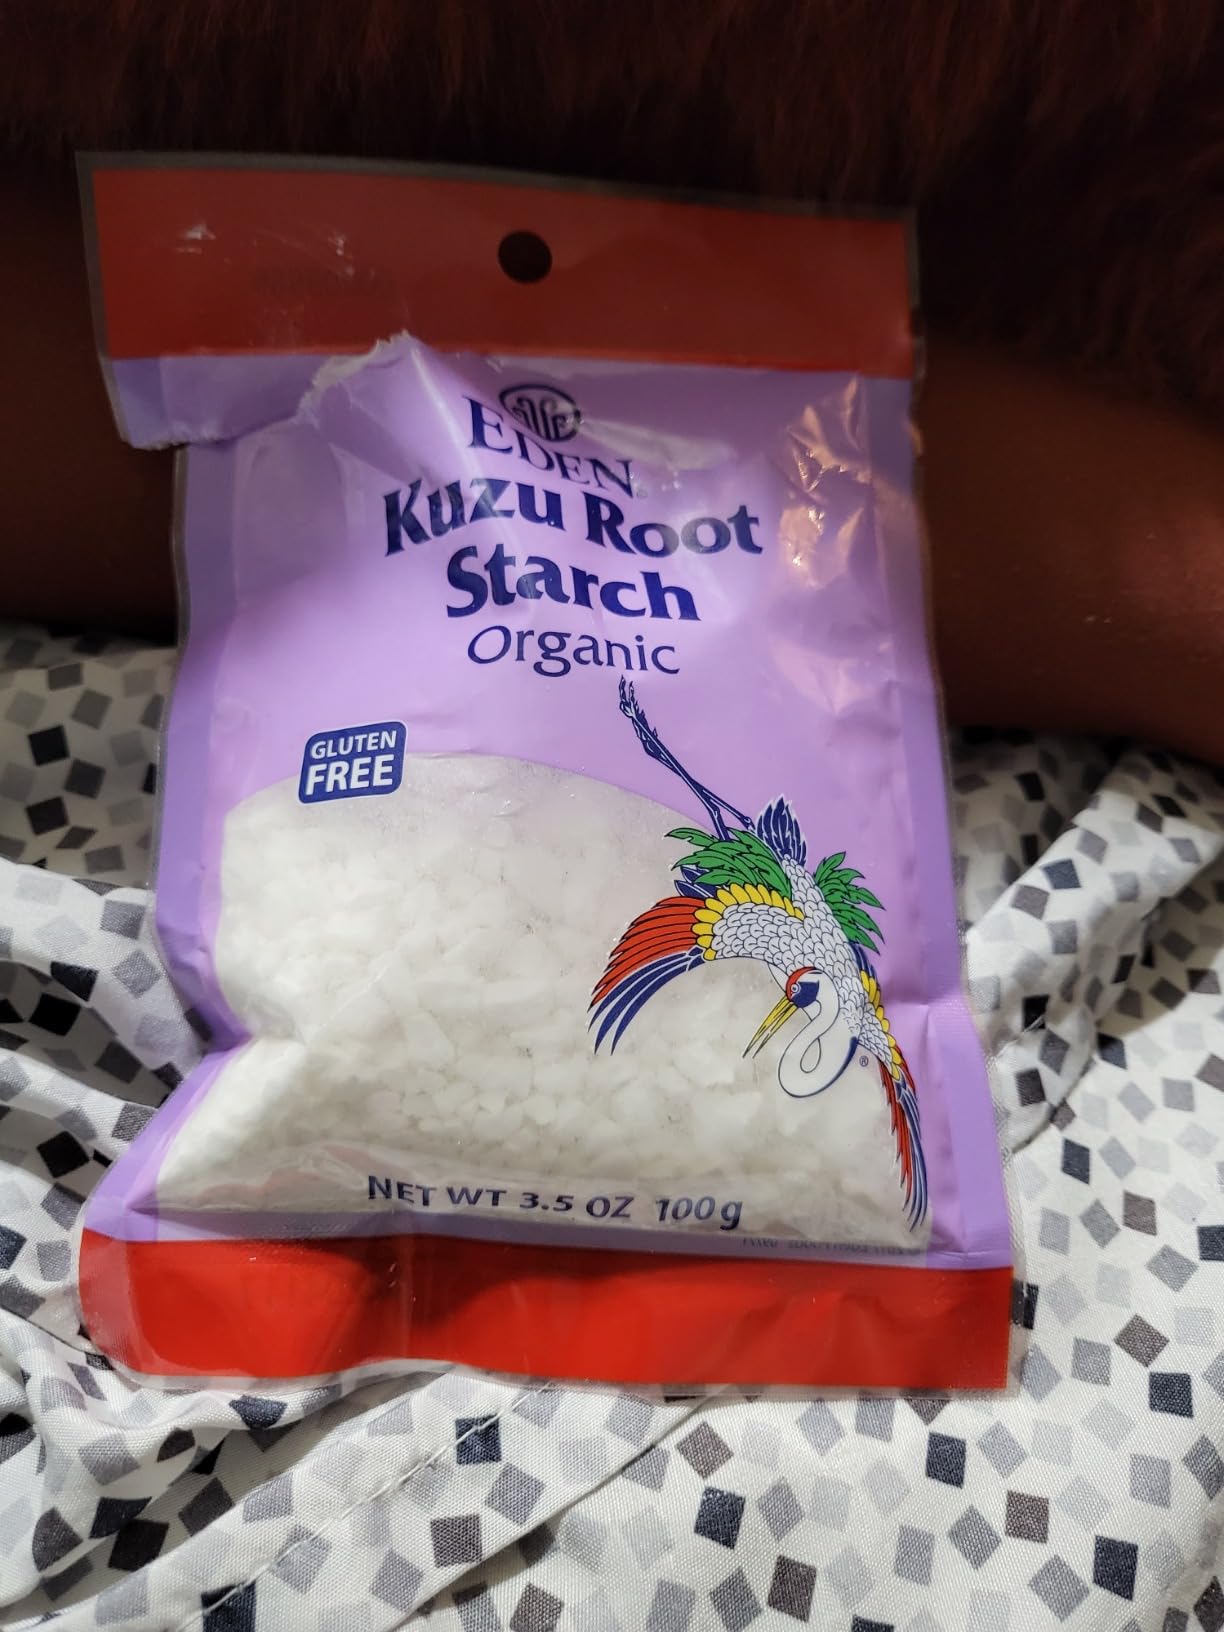 EDEN®
Kuzu Root
Starch
Organic
GLUTEN
FREE
®
NET WT 3.5 OZ 100g